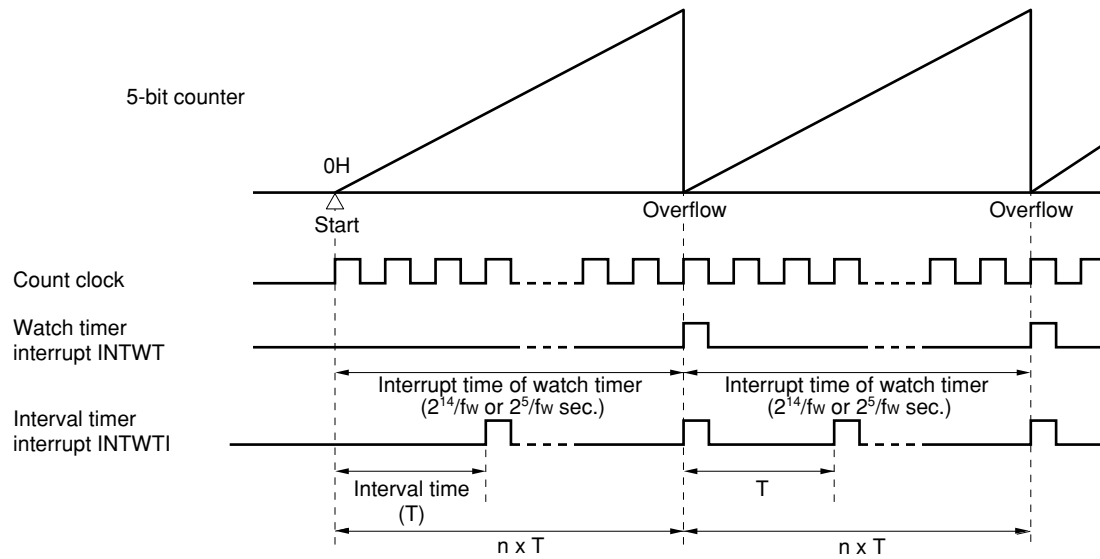 5-bit counter
0H
Start
Overflow
Overflow
Count clock
Watch timer
interrupt INTWT
Interrupt time of watch timer
(2¹⁴/fW or 2⁵/fW sec.)
Interrupt time of watch timer
(2¹⁴/fW or 2⁵/fW sec.)
Interval timer
interrupt INTWTI
Interval time
(T)
T
n x T
n x T